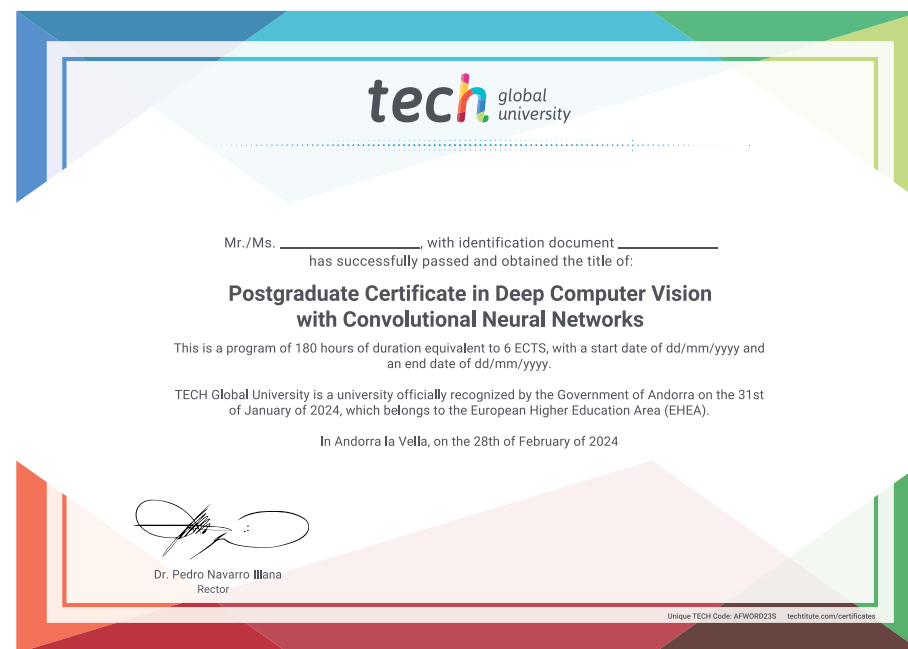 tech global university
Mr./Ms. ____________________, with identification document ______________
has successfully passed and obtained the title of:
Postgraduate Certificate in Deep Computer Vision
with Convolutional Neural Networks
This is a program of 180 hours of duration equivalent to 6 ECTS, with a start date of dd/mm/yyyy and
an end date of dd/mm/yyyy.
TECH Global University is a university officially recognized by the Government of Andorra on the 31st
of January of 2024, which belongs to the European Higher Education Area (EHEA).
In Andorra la Vella, on the 28th of February of 2024
Dr. Pedro Navarro Illana
Rector
Unique TECH Code: AFWORD23S techtitute.com/certificates